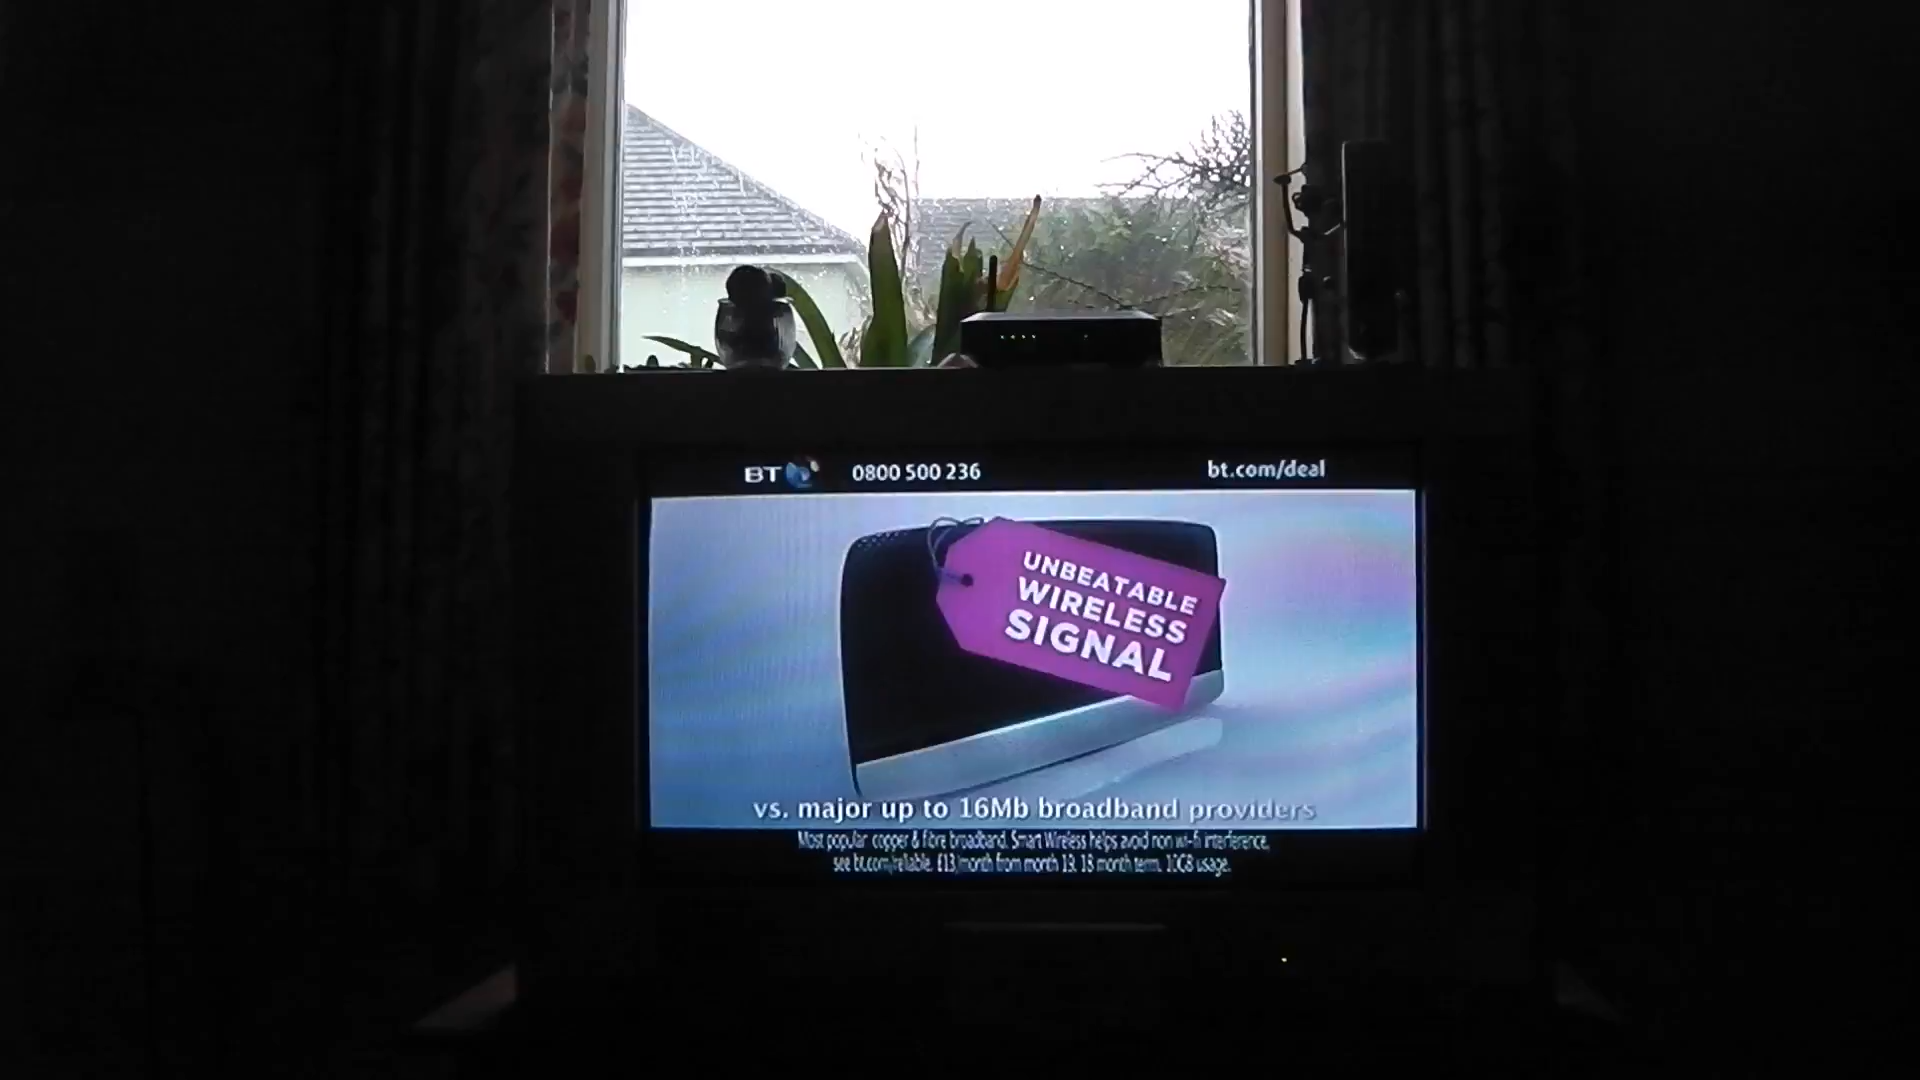 BT 0800 500 236 bt.com/deal
UNBEATABLE
WIRELESS
SIGNAL
vs. major up to 16Mb broadband providers
Most popular copper & fibre broadband. Smart Wireless helps avoid non wi-fi interference,
see bt.com/reliable. £13/month from month 19. 18 month term. 10GB usage.